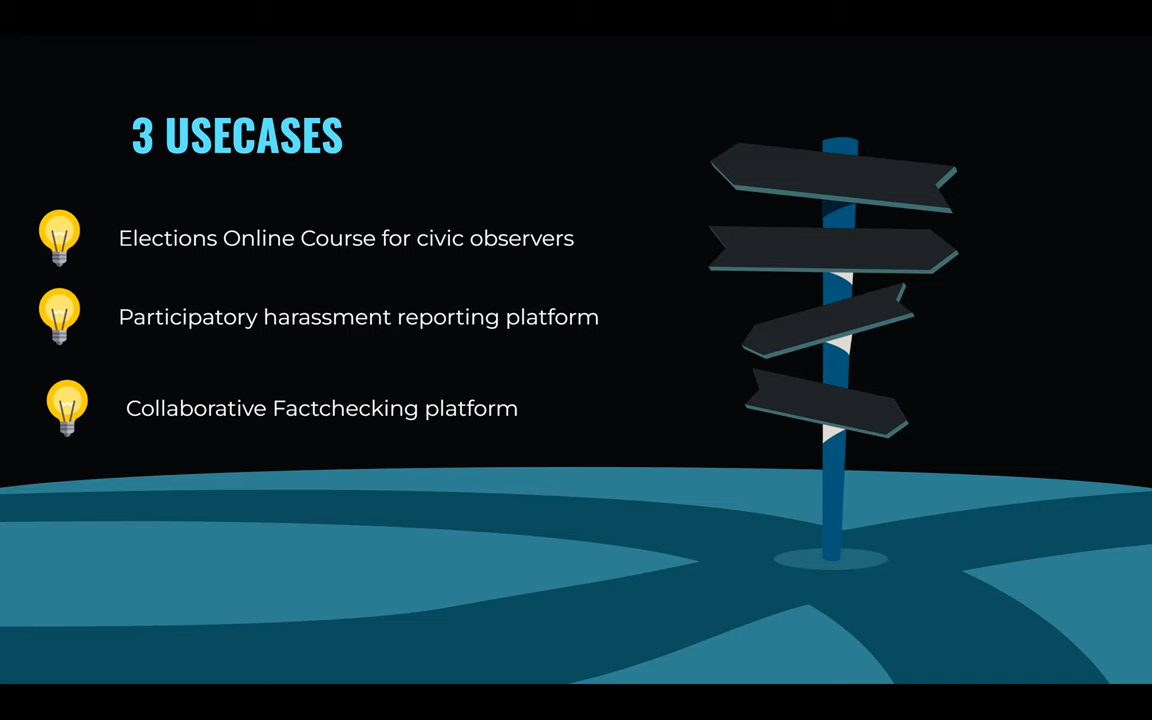 3 USECASES
Elections Online Course for civic observers
Participatory harassment reporting platform
Collaborative Factchecking platform